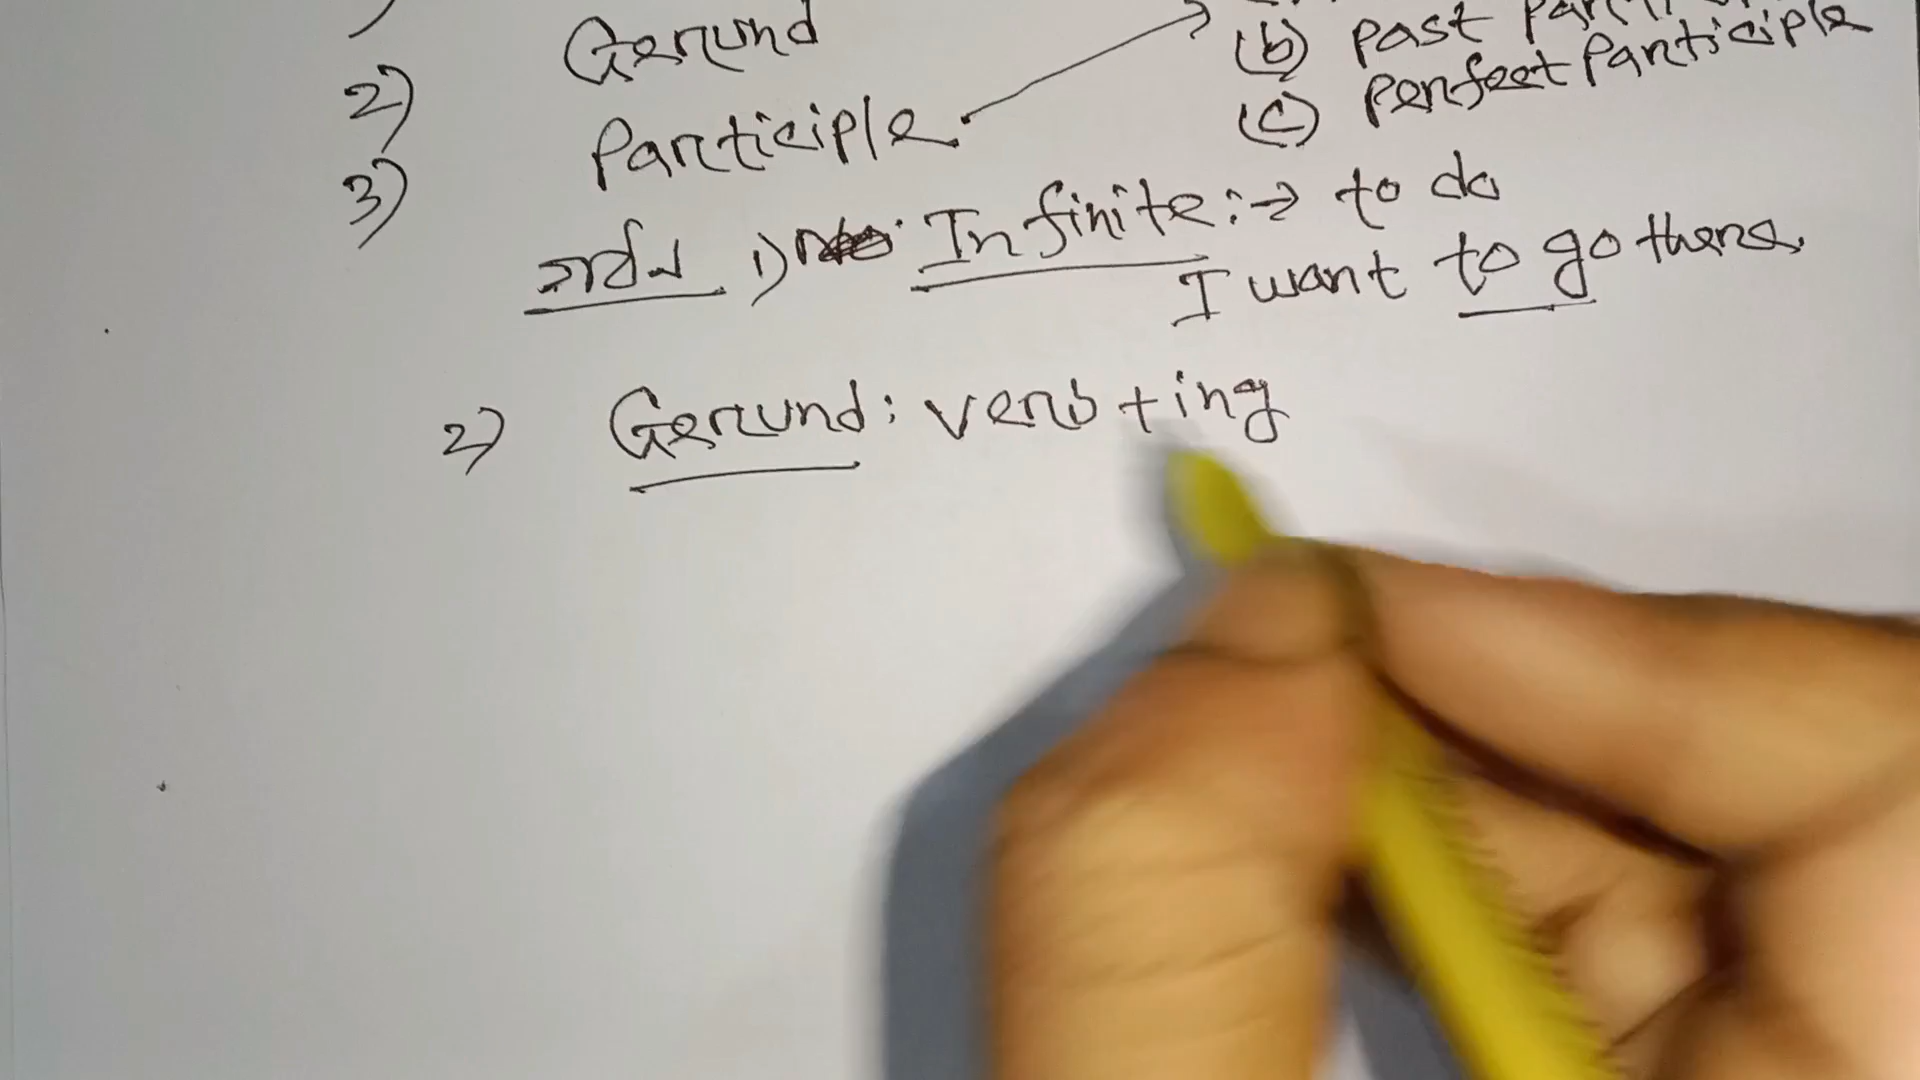 Gerund
(b) Past
2)
Participle
(c) Perfect Participle
3)
গঠন 1) Infinite :→ to do
I want to go there.
2) Gerund : verb + ing